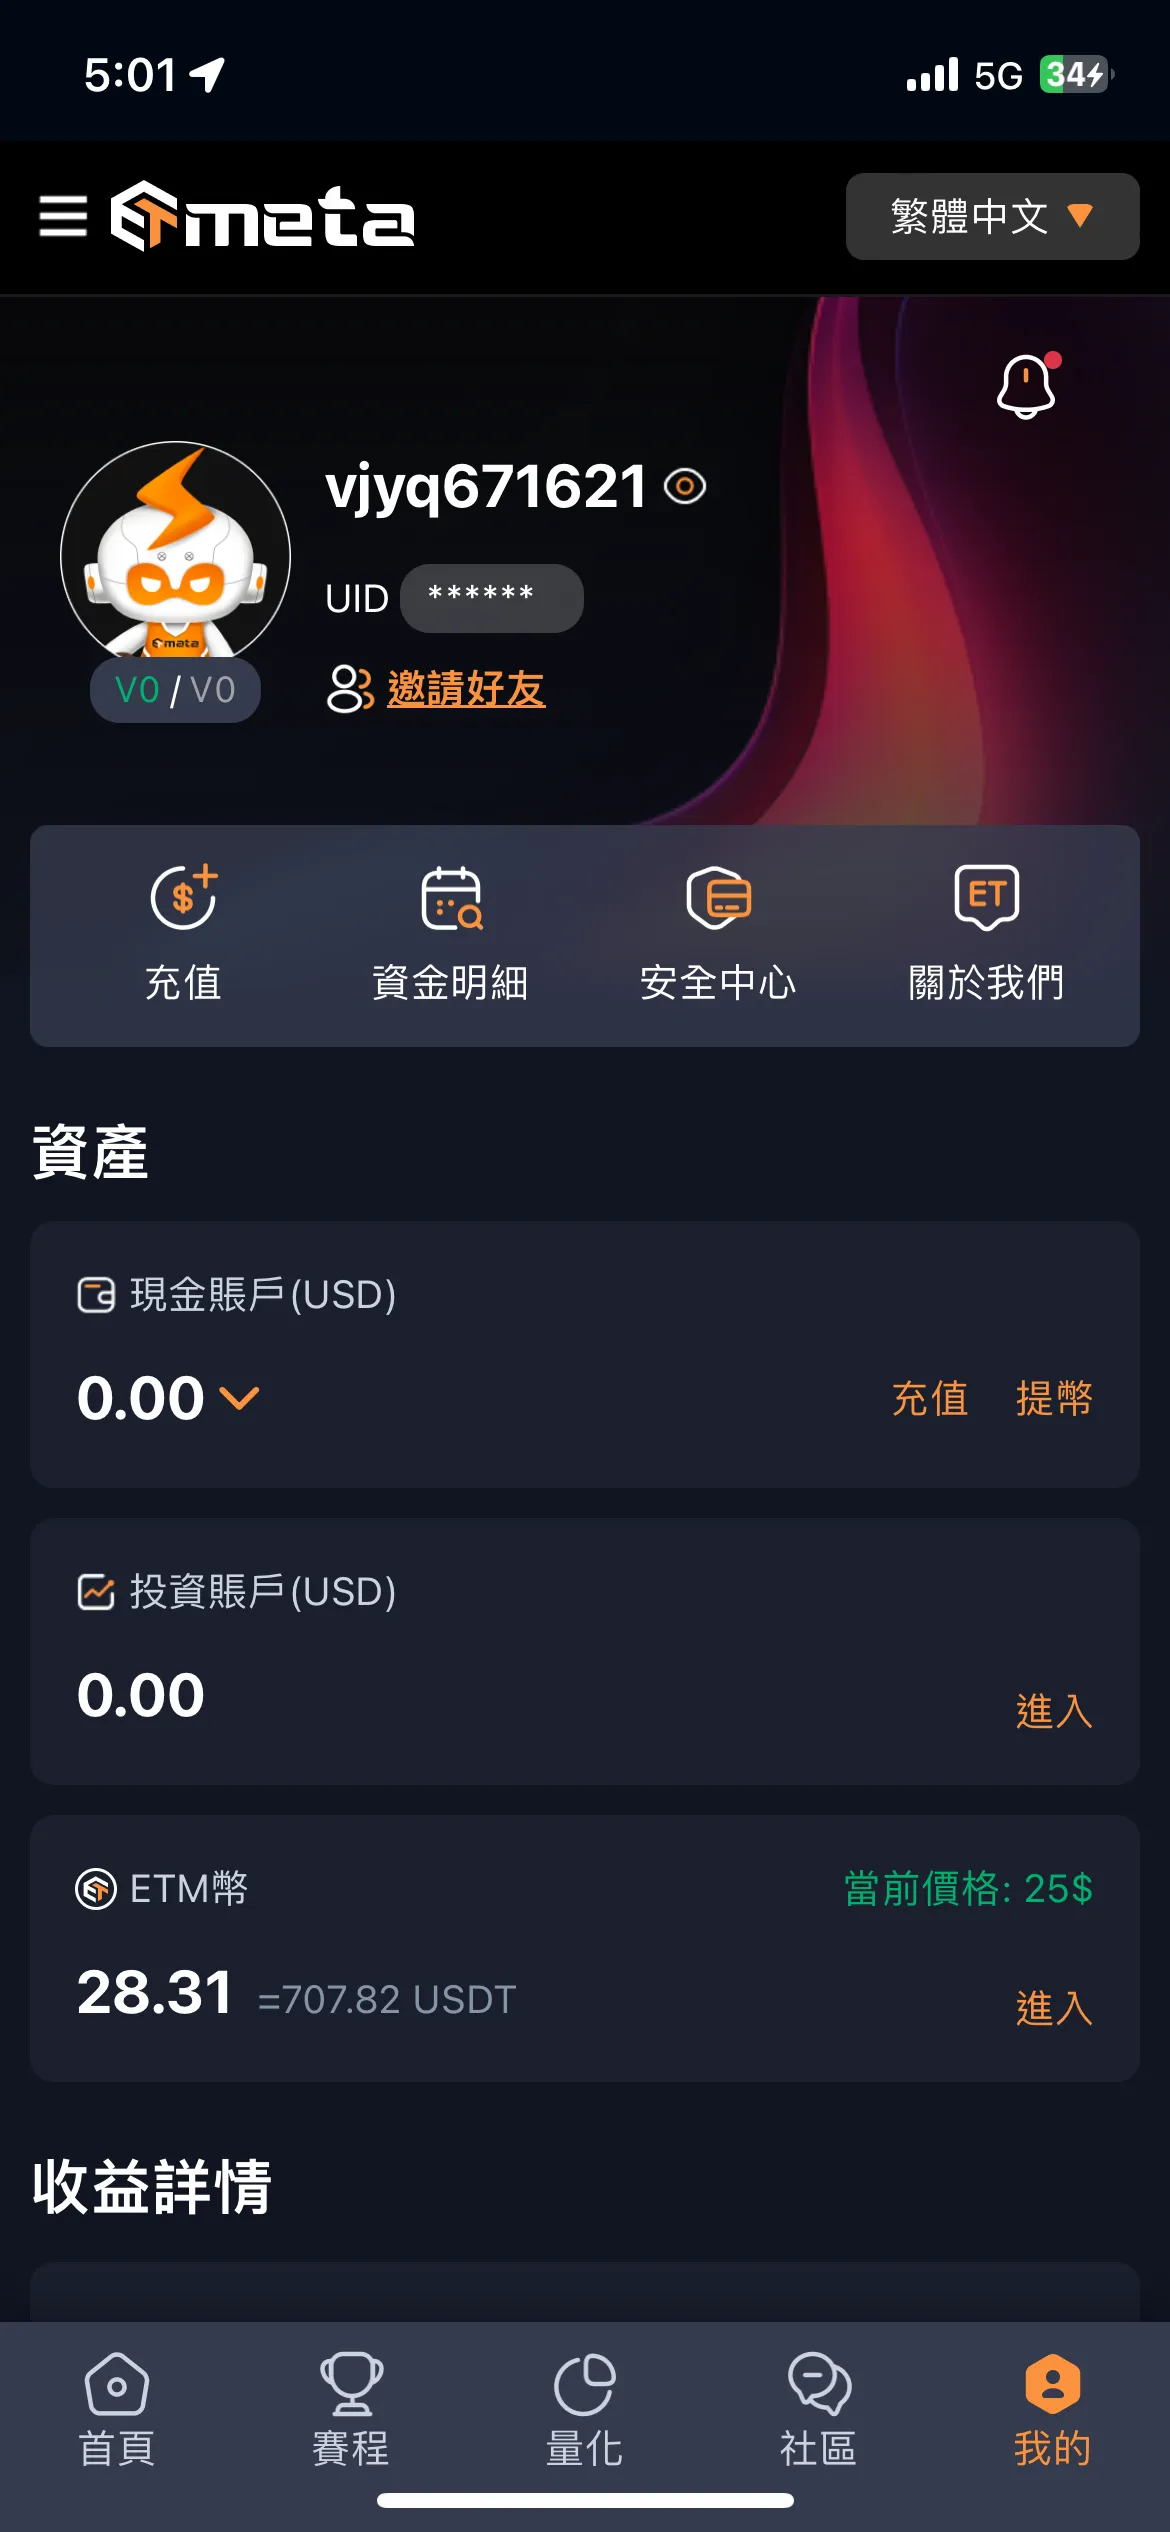 5:01
5G 34
ETmeta
繁體中文
vjyq671621
UID ******
V0 / V0
邀請好友
充值
資金明細
安全中心
ET
關於我們
資產
現金賬戶(USD)
0.00
充值 提幣
投資賬戶(USD)
0.00
進入
ETM幣
當前價格: 25$
28.31 =707.82 USDT
進入
收益詳情
首頁
賽程
量化
社區
我的